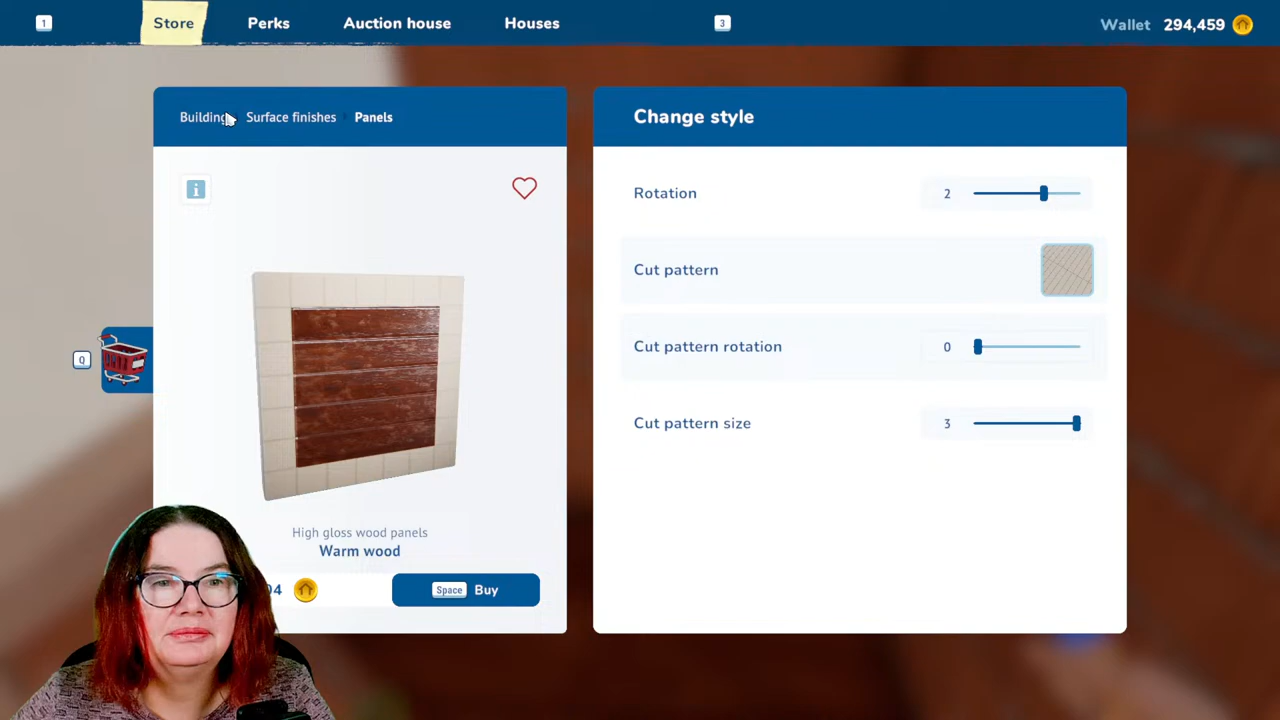 1 Store Perks Auction house Houses 3 Wallet 294,459
Building Surface finishes Panels
Change style
i
Rotation 2
Cut pattern
Q
Cut pattern rotation 0
Cut pattern size 3
High gloss wood panels
Warm wood
Space Buy